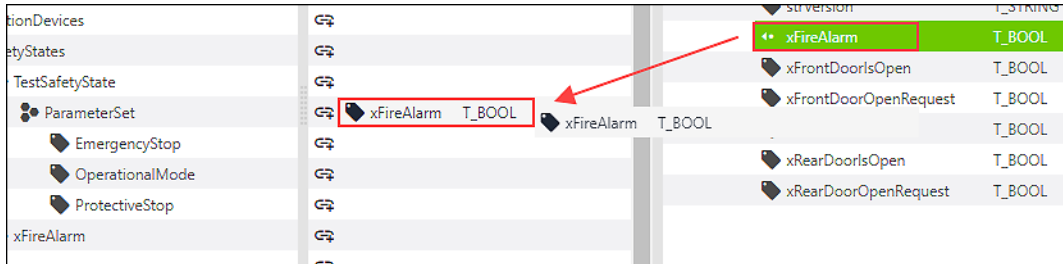 tionDevices
etyStates
TestSafetyState
ParameterSet
EmergencyStop
OperationalMode
ProtectiveStop
xFireAlarm
xFireAlarm T_BOOL
xFireAlarm T_BOOL
strVersion T_STRING
xFireAlarm T_BOOL
xFrontDoorIsOpen T_BOOL
xFrontDoorOpenRequest T_BOOL
T_BOOL
xRearDoorIsOpen T_BOOL
xRearDoorOpenRequest T_BOOL